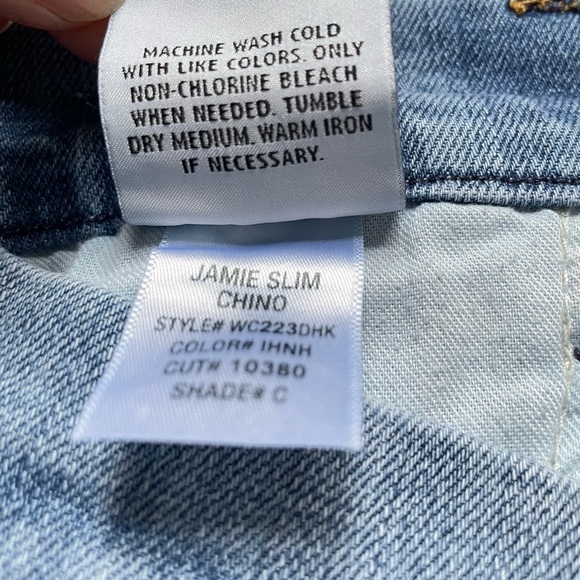 MACHINE WASH COLD
WITH LIKE COLORS. ONLY
NON-CHLORINE BLEACH
WHEN NEEDED. TUMBLE
DRY MEDIUM. WARM IRON
IF NECESSARY.
JAMIE SLIM
CHINO
STYLE# WC223DHK
COLOR# IHNH
CUT# 10380
SHADE# C